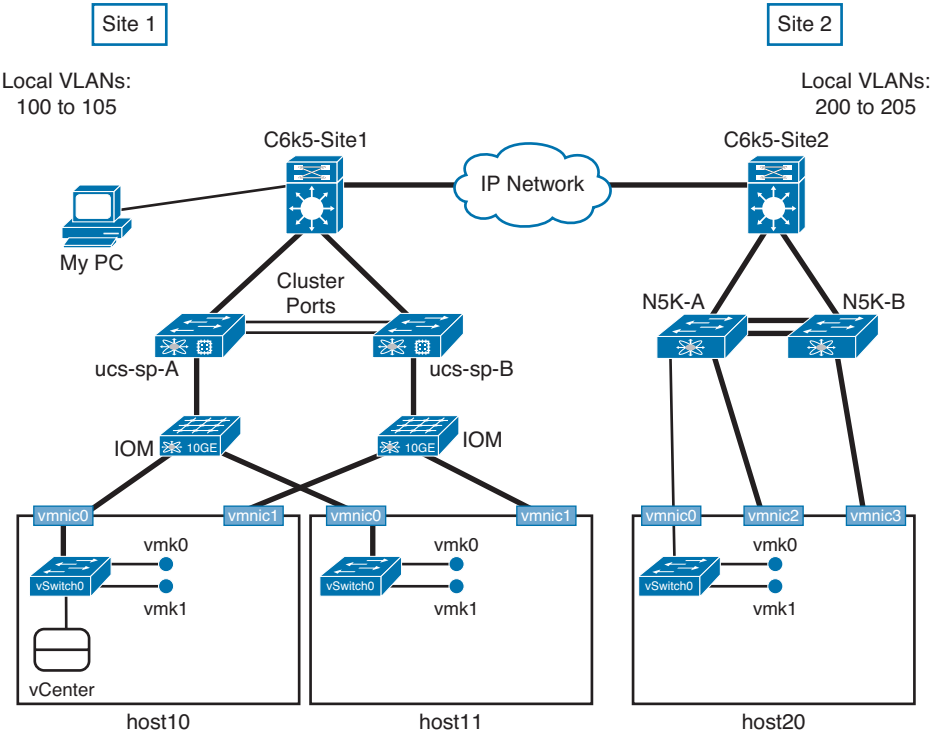 Site 1
Site 2
Local VLANs:
100 to 105
Local VLANs:
200 to 205
C6k5-Site1
C6k5-Site2
IP Network
My PC
Cluster
Ports
N5K-A
N5K-B
ucs-sp-A
ucs-sp-B
IOM
10GE
10GE
IOM
vmnic0
vmnic1
vmnic0
vmnic1
vmnic0
vmnic2
vmnic3
vmk0
vmk0
vmk0
vSwitch0
vSwitch0
vSwitch0
vmk1
vmk1
vmk1
vCenter
host10
host11
host20